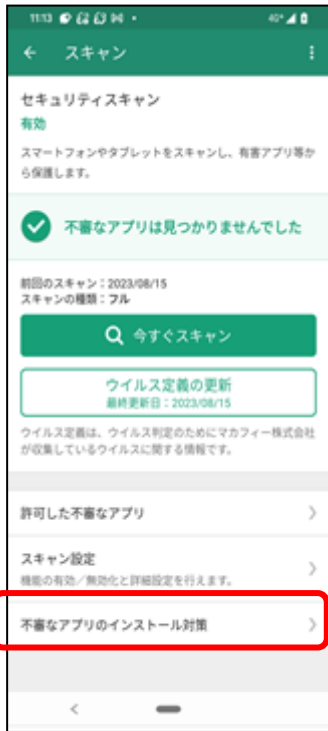 11:13
40°
スキャン
セキュリティスキャン
有効
スマートフォンやタブレットをスキャンし、有害アプリ等か
ら保護します。
不審なアプリは見つかりませんでした
前回のスキャン：2023/08/15
スキャンの種類：フル
今すぐスキャン
ウイルス定義の更新
最終更新日：2023/08/15
ウイルス定義は、ウイルス判定のためにマカフィー株式会社
が収集しているウイルスに関する情報です。
許可した不審なアプリ
スキャン設定
機能の有効／無効化と詳細設定を行えます。
不審なアプリのインストール対策